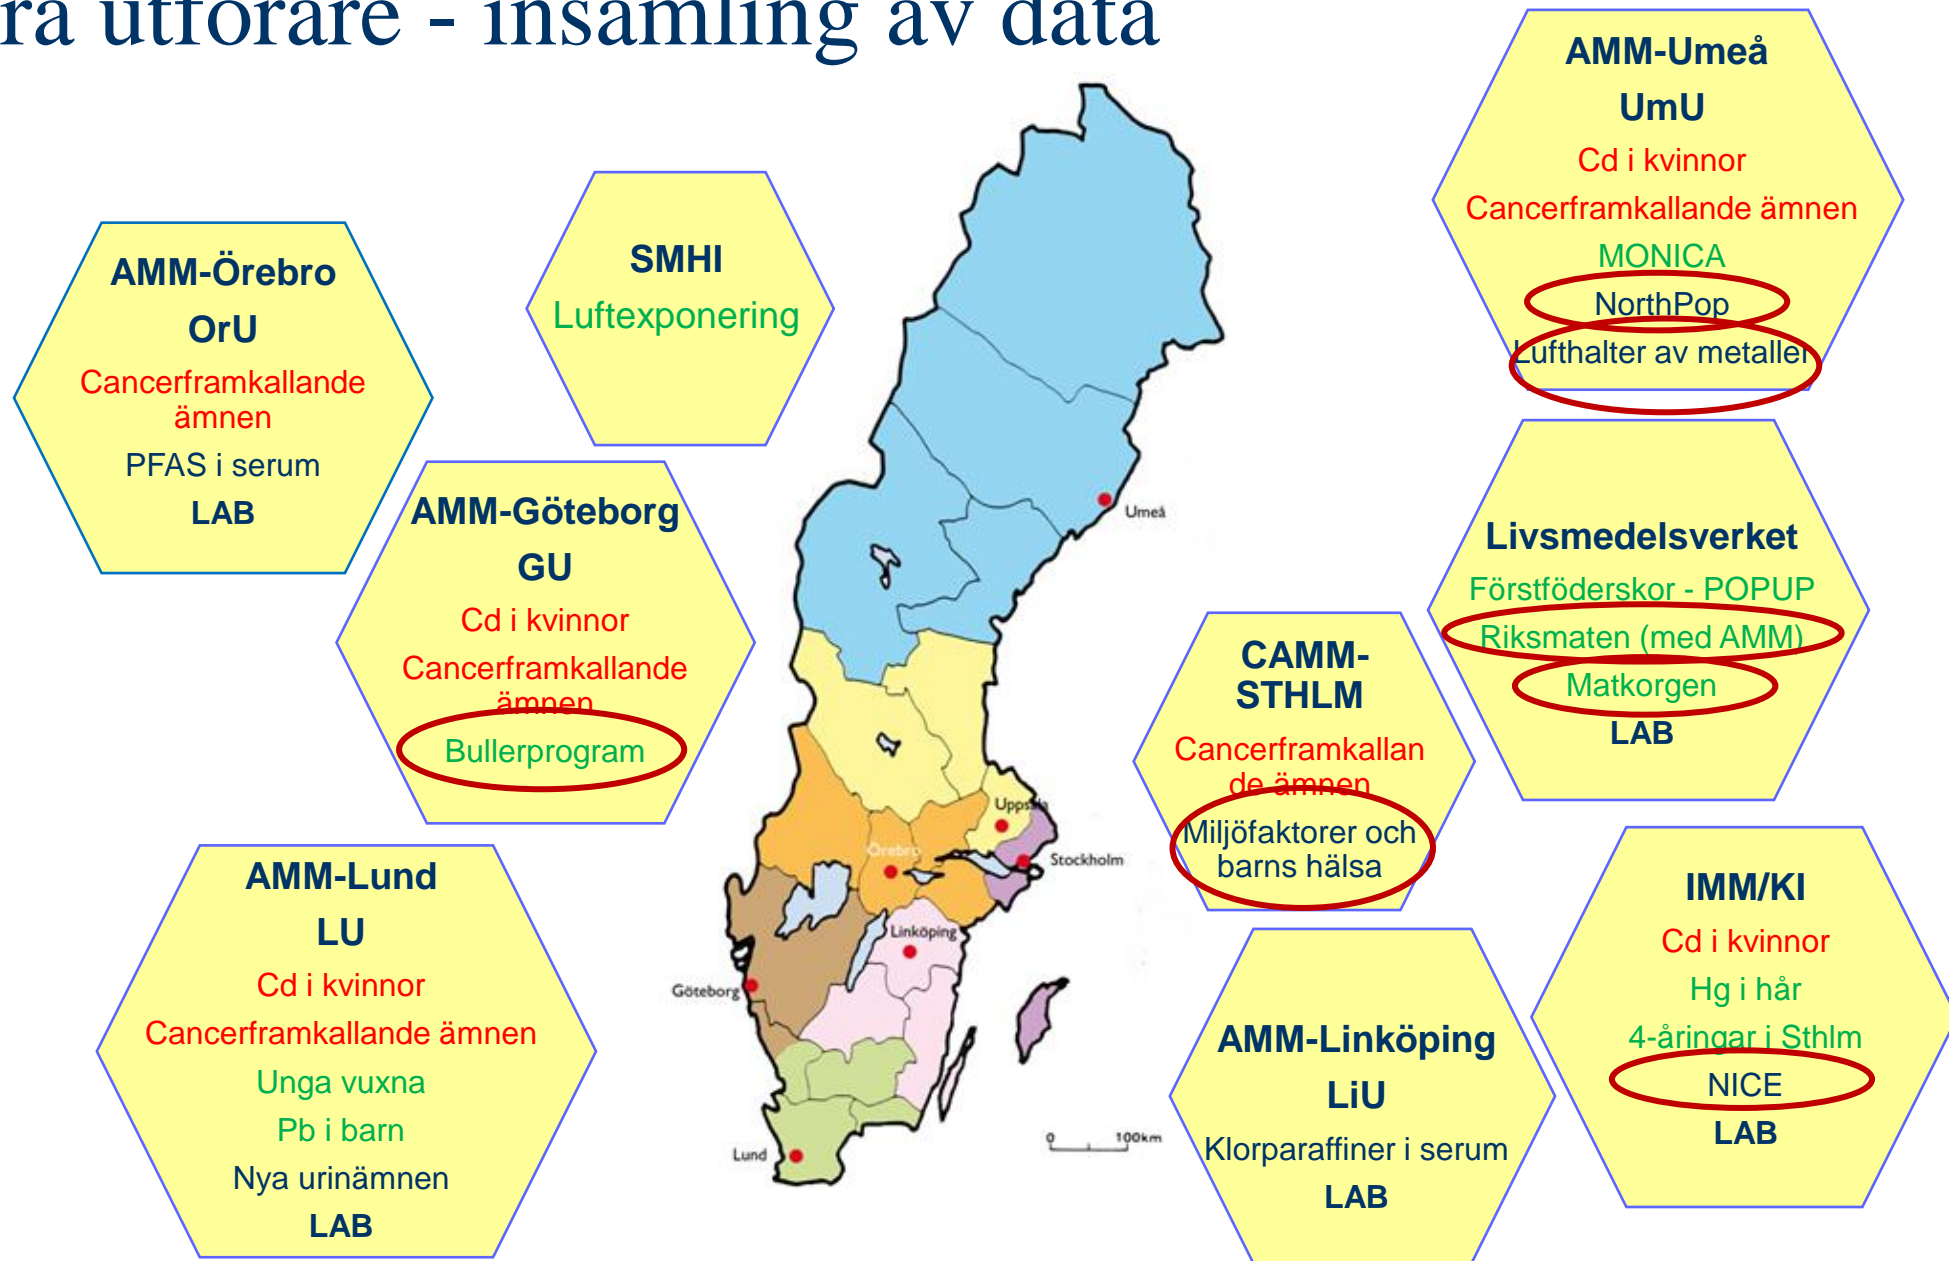 ra utförare - insamling av data
AMM-Umeå
UmU
Cd i kvinnor
Cancerframkallande ämnen
MONICA
NorthPop
Lufthalter av metaller
SMHI
Luftexponering
AMM-Örebro
OrU
Cancerframkallande
ämnen
PFAS i serum
LAB
AMM-Göteborg
GU
Cd i kvinnor
Cancerframkallande
ämnen
Bullerprogram
Livsmedelsverket
Förstföderskor - POPUP
Riksmaten (med AMM)
Matkorgen
LAB
CAMM-
STHLM
Cancerframkallan
de ämnen
Miljöfaktorer och
barns hälsa
AMM-Lund
LU
Cd i kvinnor
Cancerframkallande ämnen
Unga vuxna
Pb i barn
Nya urinämnen
LAB
IMM/KI
Cd i kvinnor
Hg i hår
4-åringar i Sthlm
NICE
LAB
AMM-Linköping
LiU
Klorparaffiner i serum
LAB
Umeå
Uppsala
Örebro
Stockholm
Linköping
Göteborg
Lund
0 100km